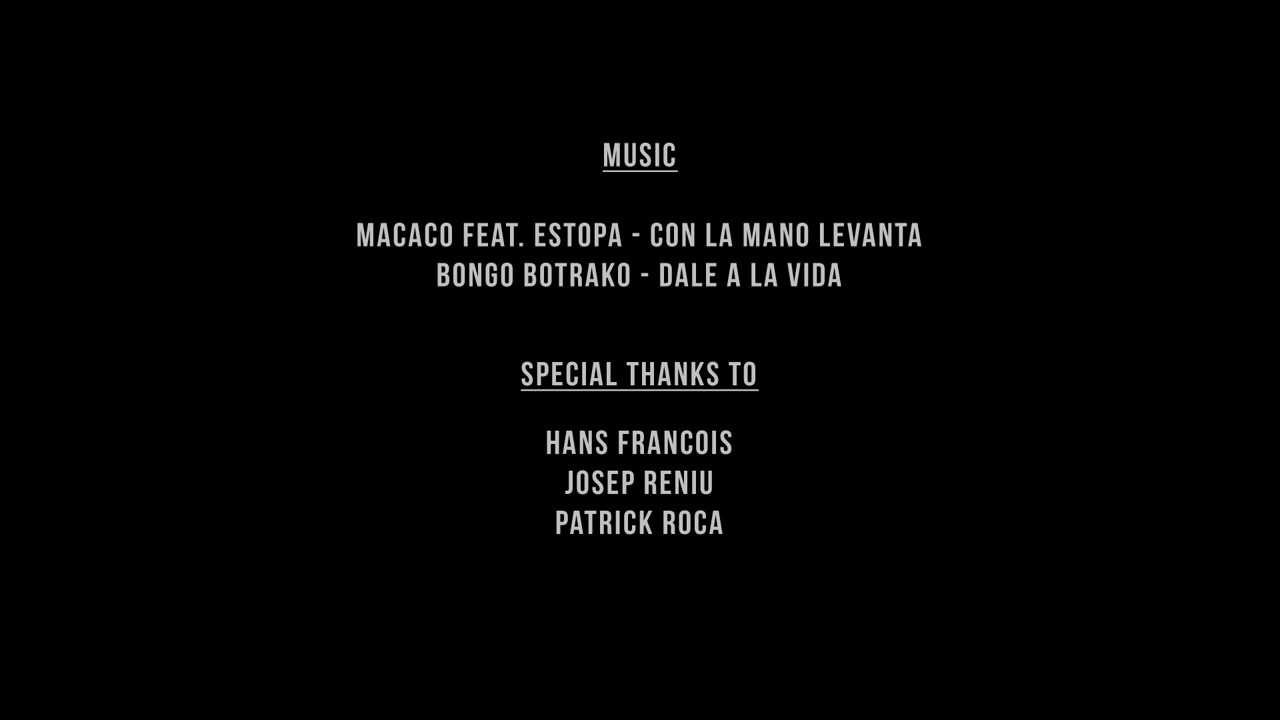 MUSIC
MACACO FEAT. ESTOPA - CON LA MANO LEVANTA
BONGO BOTRAKO - DALE A LA VIDA
SPECIAL THANKS TO
HANS FRANCOIS
JOSEP RENIU
PATRICK ROCA